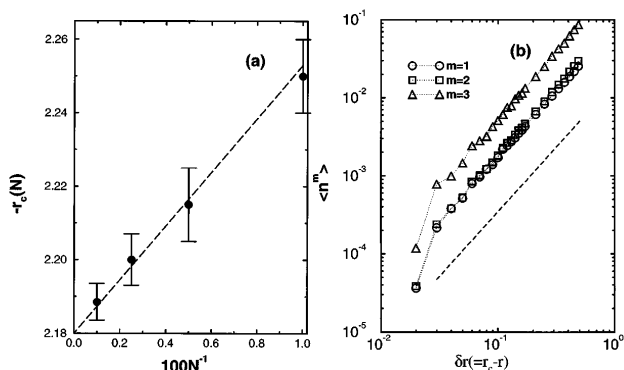 (a)
2.26
2.24
2.22
2.20
2.18
-r_c(N)
0.0 0.2 0.4 0.6 0.8 1.0
100N^-1
(b)
m=1
m=2
m=3
10^-1
10^-2
10^-3
10^-4
10^-5
<n^m>
10^-2 10^-1 10^0
δr(=r_c-r)